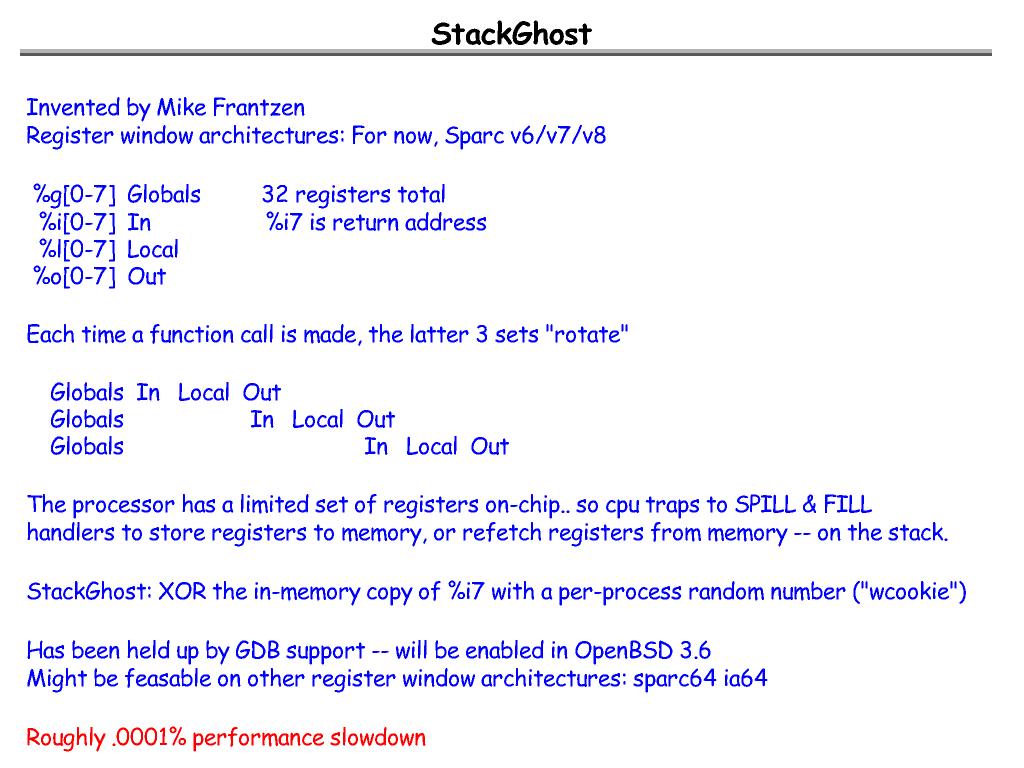 StackGhost
Invented by Mike Frantzen
Register window architectures: For now, Sparc v6/v7/v8
%g[0-7] Globals 32 registers total
%i[0-7] In %i7 is return address
%l[0-7] Local
%o[0-7] Out
Each time a function call is made, the latter 3 sets "rotate"
Globals In Local Out
Globals In Local Out
Globals In Local Out
The processor has a limited set of registers on-chip.. so cpu traps to SPILL & FILL
handlers to store registers to memory, or refetch registers from memory -- on the stack.
StackGhost: XOR the in-memory copy of %i7 with a per-process random number ("wcookie")
Has been held up by GDB support -- will be enabled in OpenBSD 3.6
Might be feasable on other register window architectures: sparc64 ia64
Roughly .0001% performance slowdown